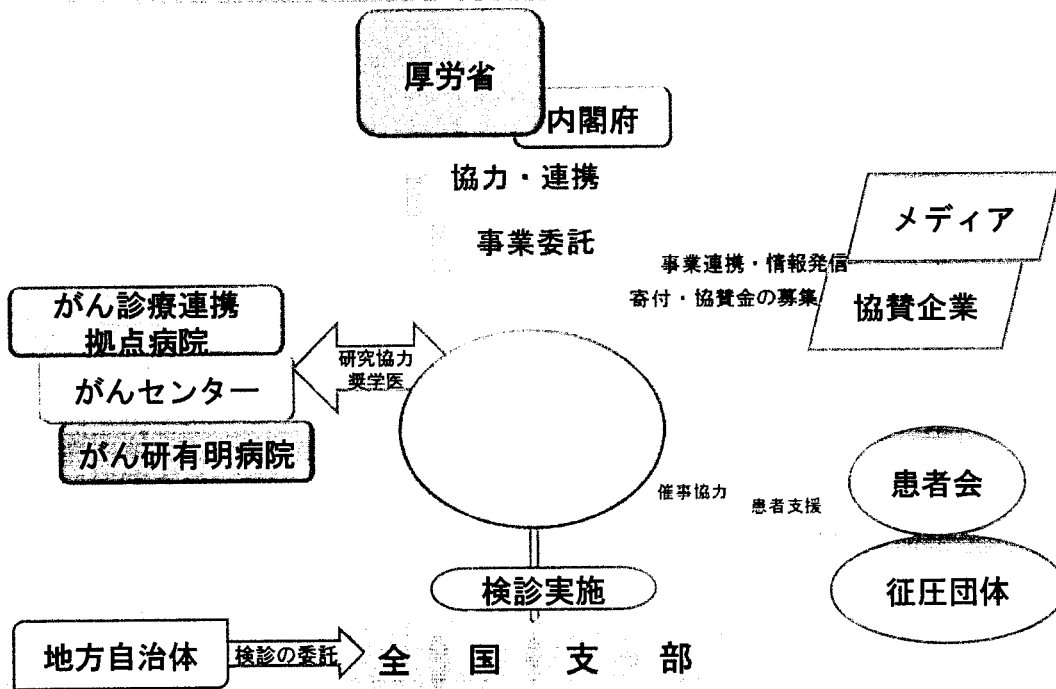 厚労省
内閣府
協力・連携
事業委託
メディア
事業連携・情報発信
寄付・協賛金の募集
協賛企業
がん診療連携
拠点病院
がんセンター
がん研有明病院
研究協力
奨学医
催事協力
患者支援
患者会
征圧団体
検診実施
地方自治体
検診の委託
全国支部